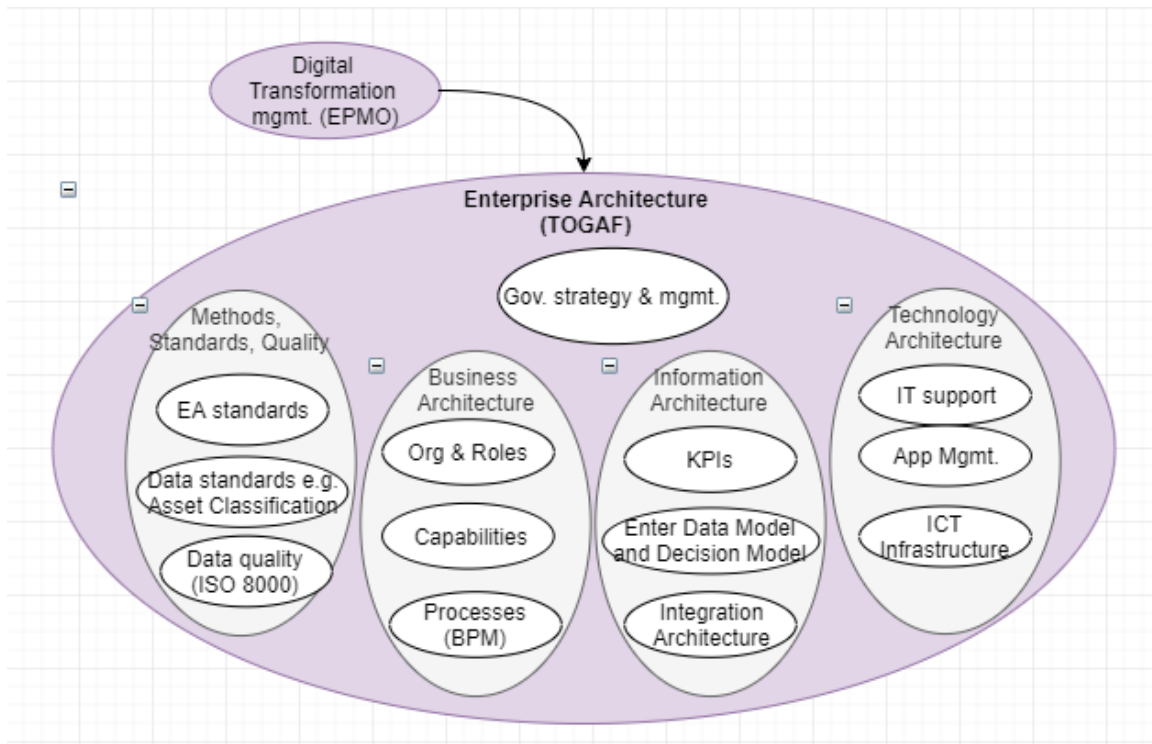 Digital
Transformation
mgmt. (EPMO)
Enterprise Architecture
(TOGAF)
Gov. strategy & mgmt.
Methods,
Standards, Quality
EA standards
Data standards e.g.
Asset Classification
Data quality
(ISO 8000)
Business
Architecture
Org & Roles
Capabilities
Processes
(BPM)
Information
Architecture
KPIs
Enter Data Model
and Decision Model
Integration
Architecture
Technology
Architecture
IT support
App Mgmt.
ICT
Infrastructure